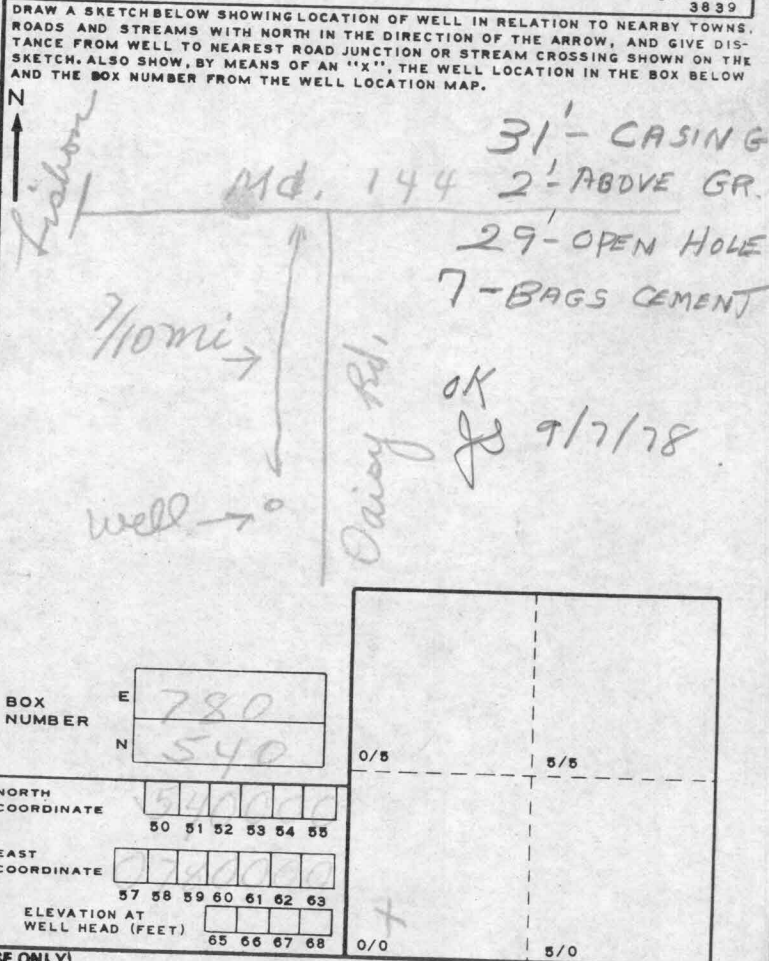 3839
DRAW A SKETCH BELOW SHOWING LOCATION OF WELL IN RELATION TO NEARBY TOWNS,
ROADS AND STREAMS WITH NORTH IN THE DIRECTION OF THE ARROW, AND GIVE DIS-
TANCE FROM WELL TO NEAREST ROAD JUNCTION OR STREAM CROSSING SHOWN ON THE
SKETCH. ALSO SHOW, BY MEANS OF AN "X", THE WELL LOCATION IN THE BOX BELOW
AND THE BOX NUMBER FROM THE WELL LOCATION MAP.
N
Lisbon
Md. 144
31'- CASING
2'- ABOVE GR.
29'- OPEN HOLE
7-BAGS CEMENT
7/10 mi
Daisy Rd.
OK
JS 9/7/78
well
BOX
NUMBER
E 780
N 540
0/5 5/5
NORTH
COORDINATE
540000
50 51 52 53 54 55
EAST
COORDINATE
0780000
57 58 59 60 61 62 63
ELEVATION AT
WELL HEAD (FEET)
65 66 67 68
X
0/0 5/0
SE ONLY)